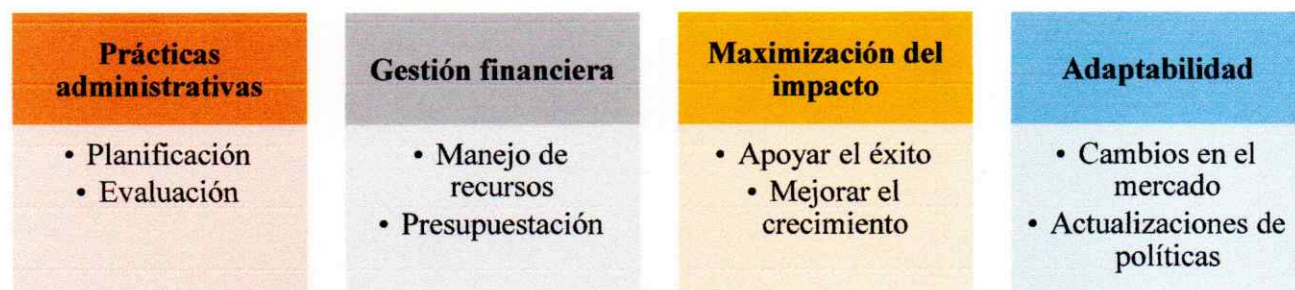 Prácticas
administrativas
• Planificación
• Evaluación
Gestión financiera
• Manejo de
recursos
• Presupuestación
Maximización del
impacto
• Apoyar el éxito
• Mejorar el
crecimiento
Adaptabilidad
• Cambios en el
mercado
• Actualizaciones de
políticas